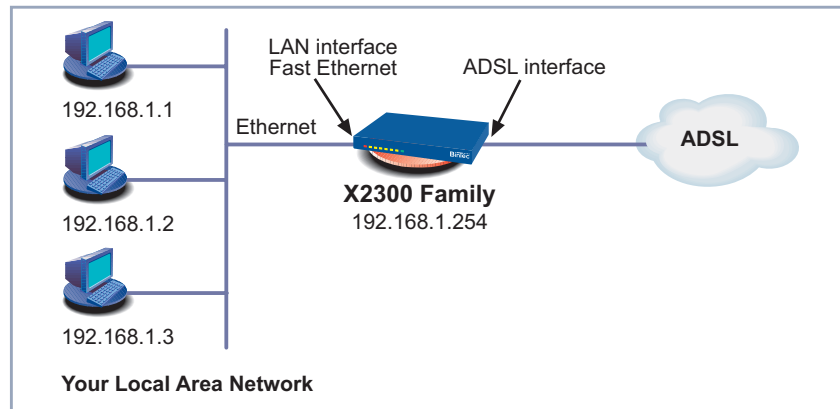 LAN interface
Fast Ethernet
ADSL interface
192.168.1.1
Ethernet
BinTec
ADSL
X2300 Family
192.168.1.254
192.168.1.2
192.168.1.3
Your Local Area Network